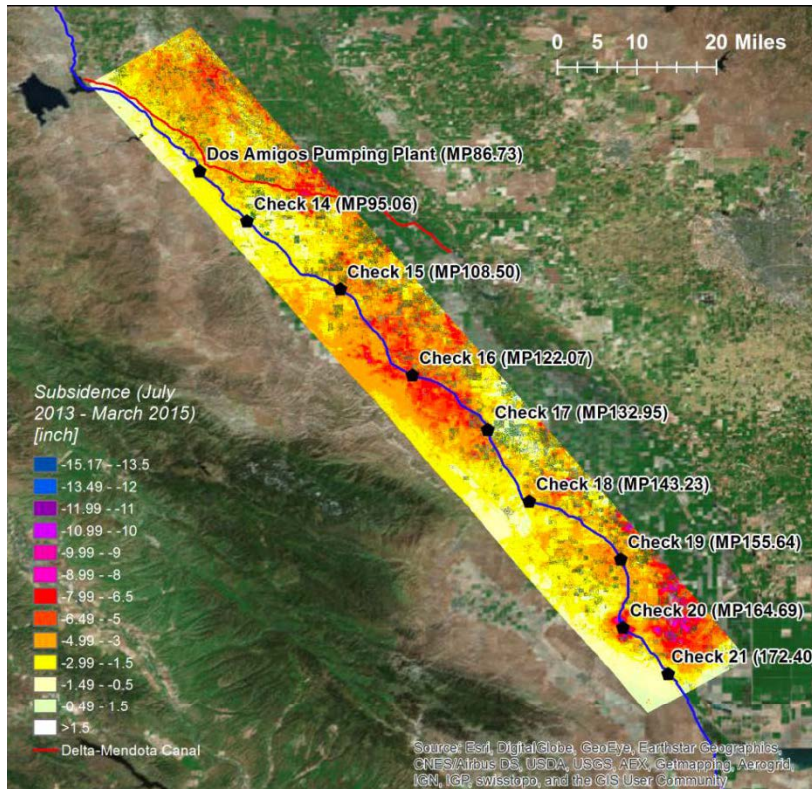 0 5 10 20 Miles
Dos Amigos Pumping Plant (MP86.73)
Check 14 (MP95.06)
Check 15 (MP108.50)
Check 16 (MP122.07)
Check 17 (MP132.95)
Check 18 (MP143.23)
Check 19 (MP155.64)
Check 20 (MP164.69)
Check 21 (172.40
Subsidence (July
2013 - March 2015)
[inch]
-15.17 - -13.5
-13.49 - -12
-11.99 - -11
-10.99 - -10
-9.99 - -9
-8.99 - -8
-7.99 - -6.5
-6.49 - -5
-4.99 - -3
-2.99 - -1.5
-1.49 - -0.5
-0.49 - 1.5
>1.5
Delta-Mendota Canal
Source: Esri, DigitalGlobe, GeoEye, Earthstar Geographics,
CNES/Airbus DS, USDA, USGS, AEX, Getmapping, Aerogrid,
IGN, IGP, swisstopo, and the GIS User Community